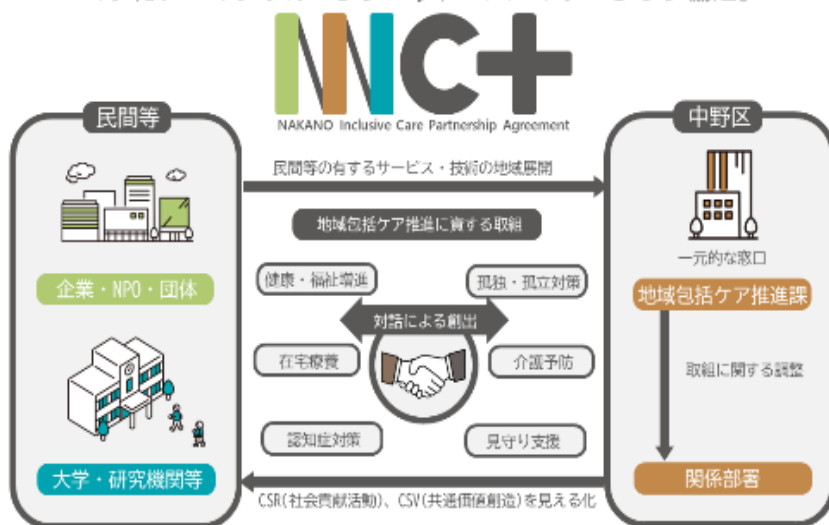 NIC+
NAKANO Inclusive Care Partnership Agreement
民間等
企業・NPO・団体
大学・研究機関等
民間等の有するサービス・技術の地域展開
地域包括ケア推進に資する取組
健康・福祉増進
孤独・孤立対策
対話による創出
在宅療養
介護予防
認知症対策
見守り支援
CSR(社会貢献活動)、CSV(共通価値創造)を見える化
中野区
一元的な窓口
地域包括ケア推進課
取組に関する調整
関係部署